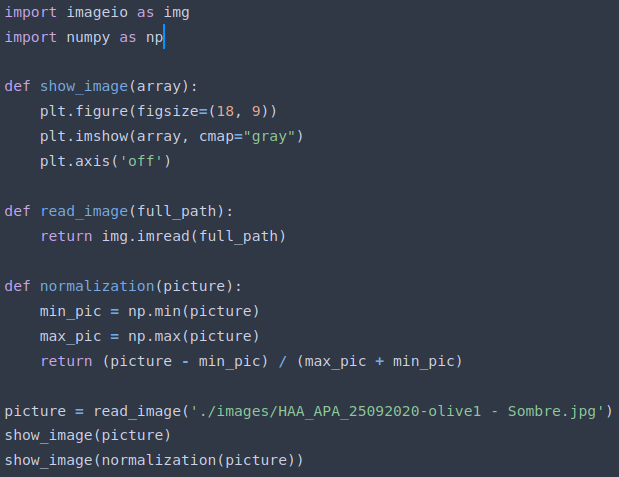 import imageio as img
import numpy as np
def show_image(array):
    plt.figure(figsize=(18, 9))
    plt.imshow(array, cmap="gray")
    plt.axis('off')
def read_image(full_path):
    return img.imread(full_path)
def normalization(picture):
    min_pic = np.min(picture)
    max_pic = np.max(picture)
    return (picture - min_pic) / (max_pic + min_pic)
picture = read_image('./images/HAA_APA_25092020-olive1 - Sombre.jpg')
show_image(picture)
show_image(normalization(picture))